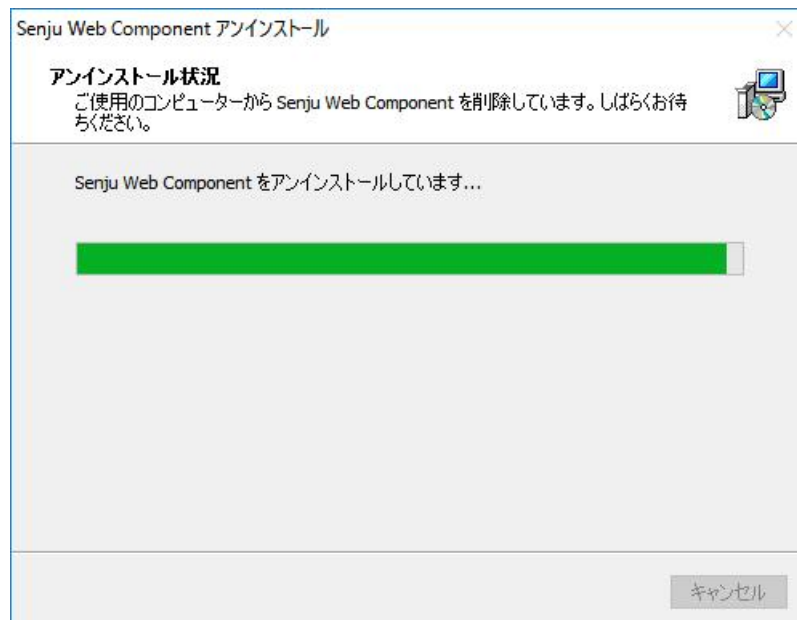 Senju Web Component アンインストール
アンインストール状況
ご使用のコンピューターから Senju Web Component を削除しています。しばらくお待
ちください。
Senju Web Component をアンインストールしています...
キャンセル